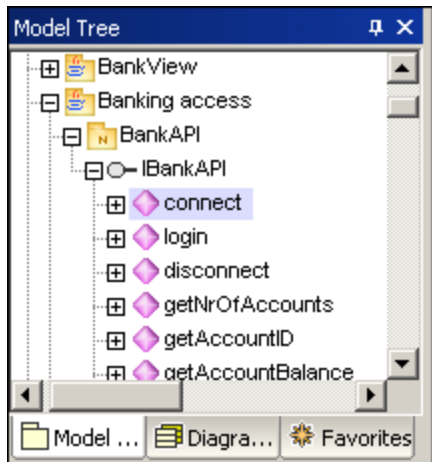 Model Tree
BankView
Banking access
N BankAPI
IBankAPI
connect
login
disconnect
getNrOfAccounts
getAccountID
getAccountBalance
Model ... Diagra... Favorites